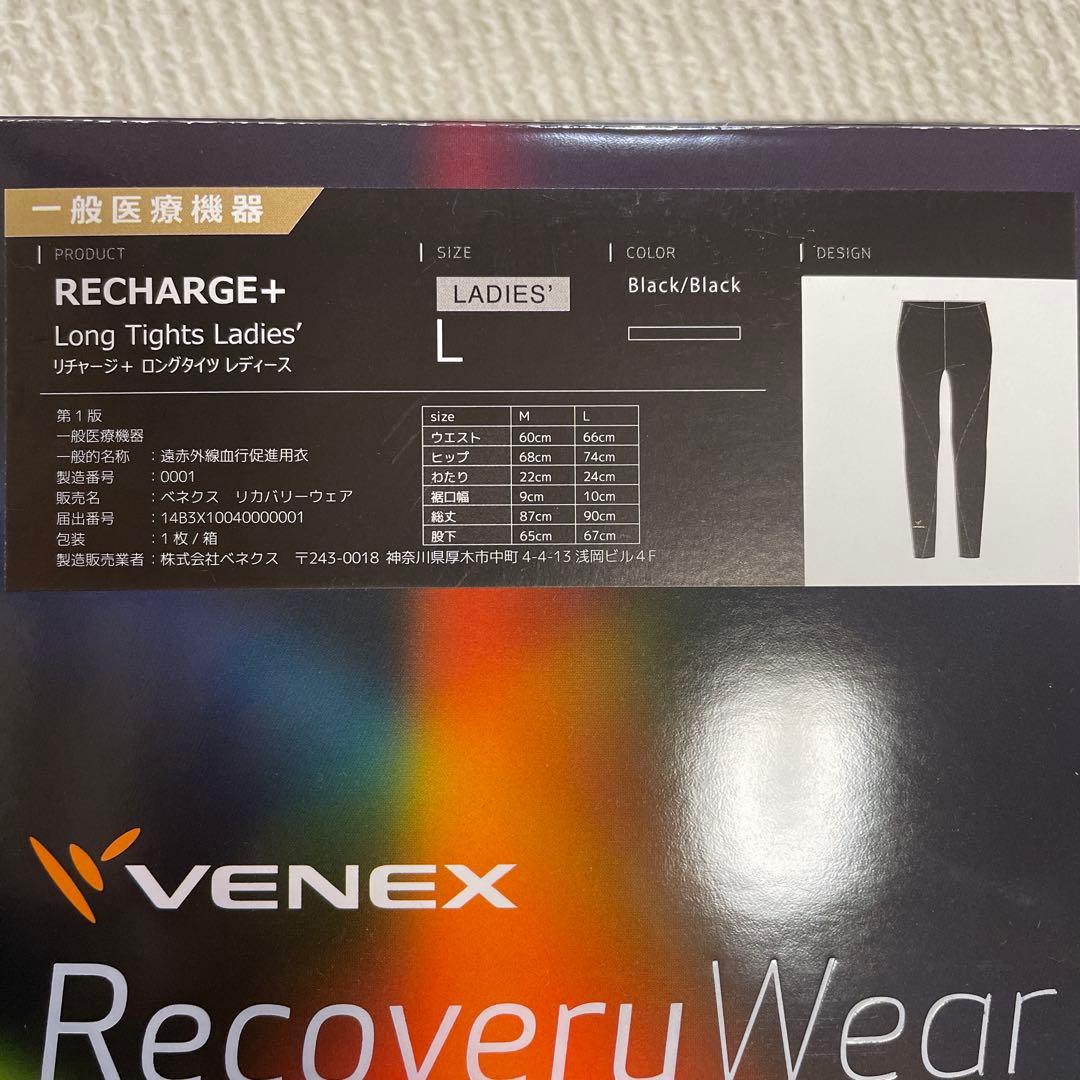 一般医療機器
PRODUCT
RECHARGE+
Long Tights Ladies'
リチャージ+ ロングタイツ レディース
SIZE
LADIES'
L
COLOR
Black/Black
DESIGN
第1版
一般医療機器
一般的名称 ：遠赤外線血行促進用衣
製造番号 ：0001
販売名 ：ベネクス リカバリーウェア
届出番号 ：14B3X10040000001
包装 ：1枚/箱
製造販売業者：株式会社ベネクス 〒243-0018 神奈川県厚木市中町4-4-13 浅岡ビル4F
size M L
ウエスト 60cm 66cm
ヒップ 68cm 74cm
わたり 22cm 24cm
裾口幅 9cm 10cm
総丈 87cm 90cm
股下 65cm 67cm
VENEX
RecoveryWear